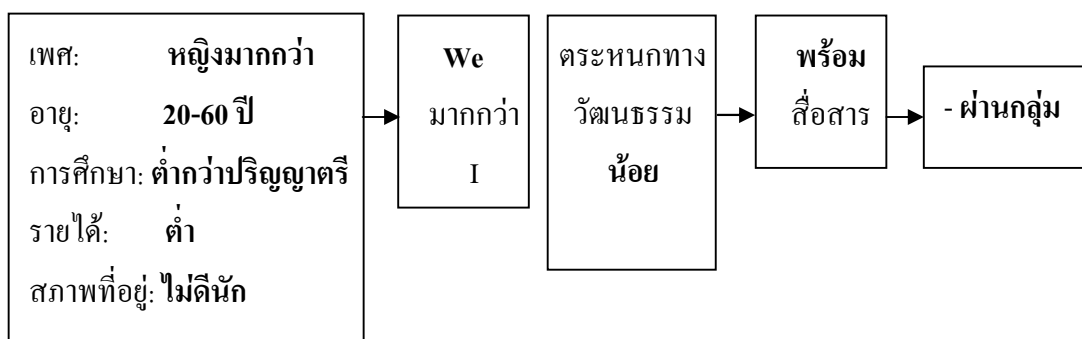 เพศ: หญิงมากกว่า
อายุ: 20-60 ปี
การศึกษา: ต่ำกว่าปริญญาตรี
รายได้: ต่ำ
สภาพที่อยู่: ไม่ดีนัก
We
มากกว่า
I
ตระหนกทาง
วัฒนธรรม
น้อย
พร้อม
สื่อสาร
- ผ่านกลุ่ม